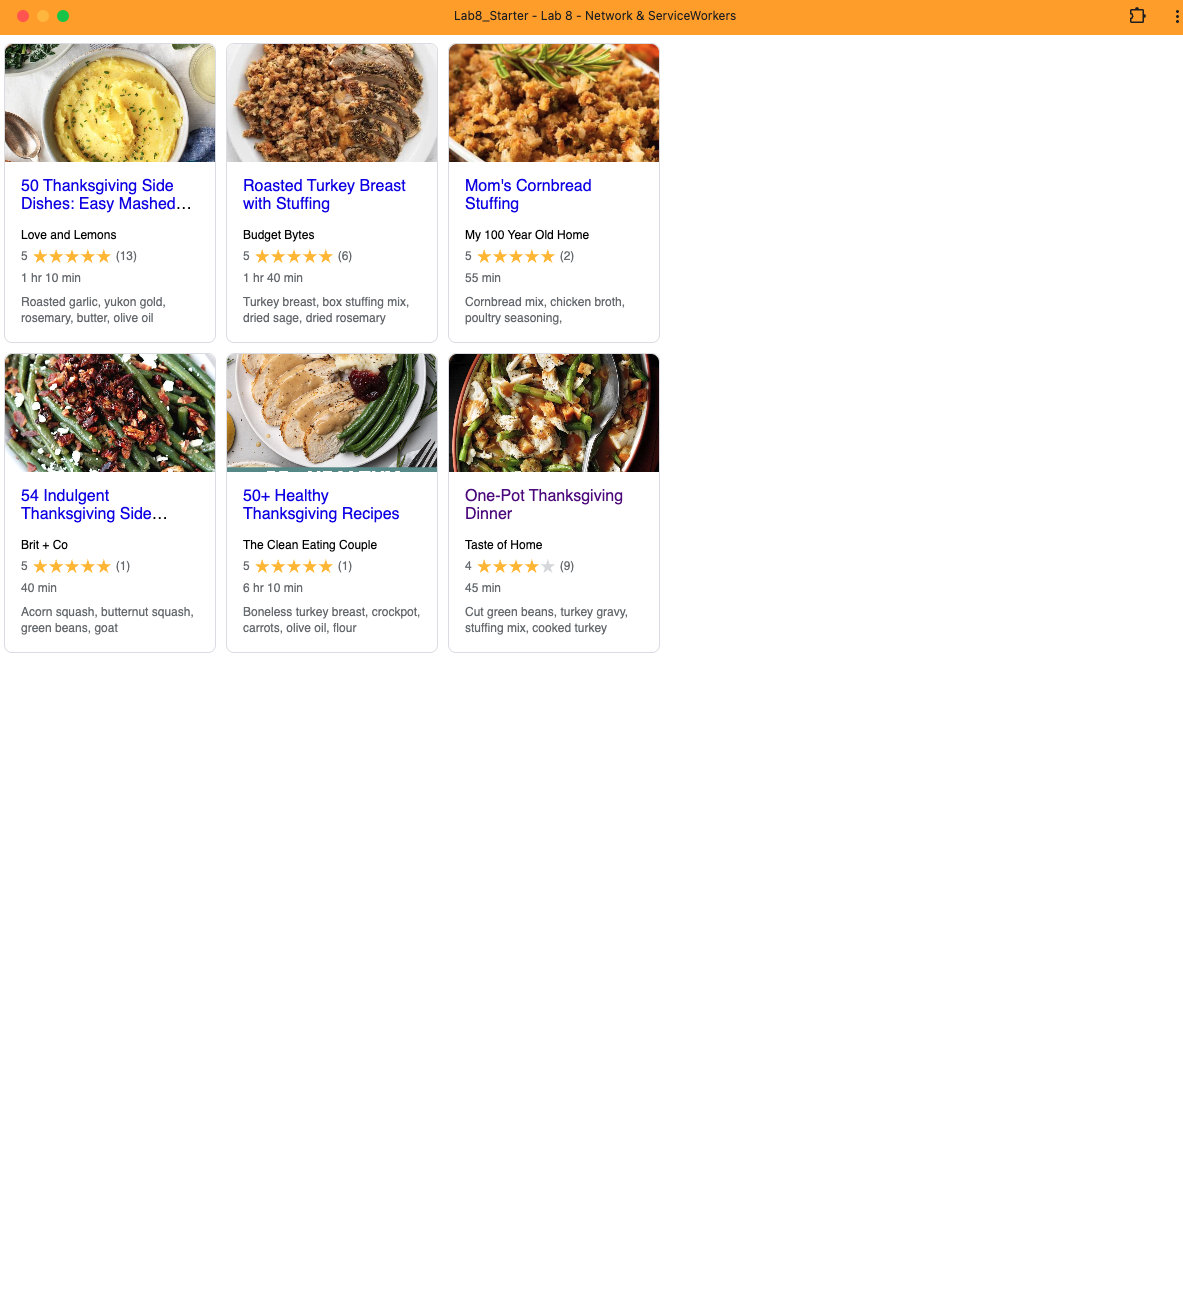 Lab8_Starter - Lab 8 - Network & ServiceWorkers
50 Thanksgiving Side
Dishes: Easy Mashed…
Love and Lemons
5 (13)
1 hr 10 min
Roasted garlic, yukon gold,
rosemary, butter, olive oil
Roasted Turkey Breast
with Stuffing
Budget Bytes
5 (6)
1 hr 40 min
Turkey breast, box stuffing mix,
dried sage, dried rosemary
Mom's Cornbread
Stuffing
My 100 Year Old Home
5 (2)
55 min
Cornbread mix, chicken broth,
poultry seasoning,
54 Indulgent
Thanksgiving Side…
Brit + Co
5 (1)
40 min
Acorn squash, butternut squash,
green beans, goat
50+ Healthy
Thanksgiving Recipes
The Clean Eating Couple
5 (1)
6 hr 10 min
Boneless turkey breast, crockpot,
carrots, olive oil, flour
One-Pot Thanksgiving
Dinner
Taste of Home
4 (9)
45 min
Cut green beans, turkey gravy,
stuffing mix, cooked turkey